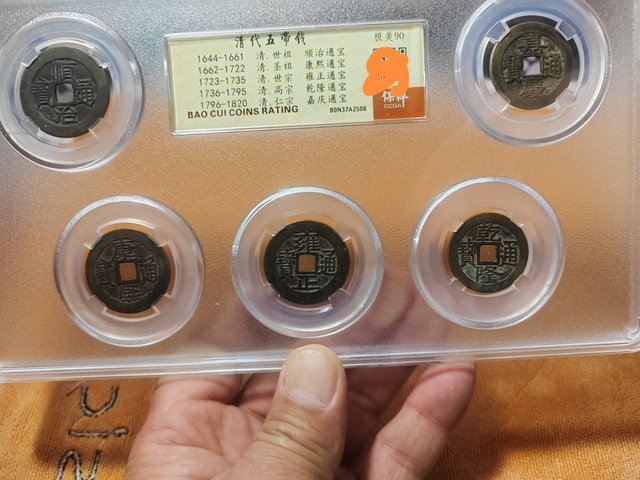 清代五帝钱
极美90
1644-1661 清.世祖 顺治通宝
1662-1722 清.圣祖 康熙通宝
1723-1735 清.世宗 雍正通宝
1736-1795 清.高宗 乾隆通宝
1796-1820 清.仁宗 嘉庆通宝
BAO CUI COINS RATING
B0N37A2508
CCGA
順治通寶
康熙通寶
雍正通寶
乾隆通寶